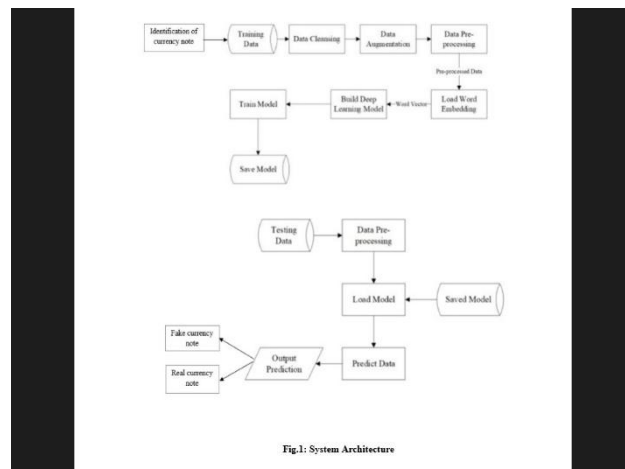 Identification of
currency note
Training
Data
Data Cleansing
Data
Augmentation
Data Pre-
processing
Pre-processed Data
Train Model
Build Deep
Learning Model
Word Vector
Load Word
Embedding
Save Model
Testing
Data
Data Pre-
processing
Load Model
Saved Model
Fake currency
note
Output
Prediction
Predict Data
Real currency
note
Fig.1: System Architecture